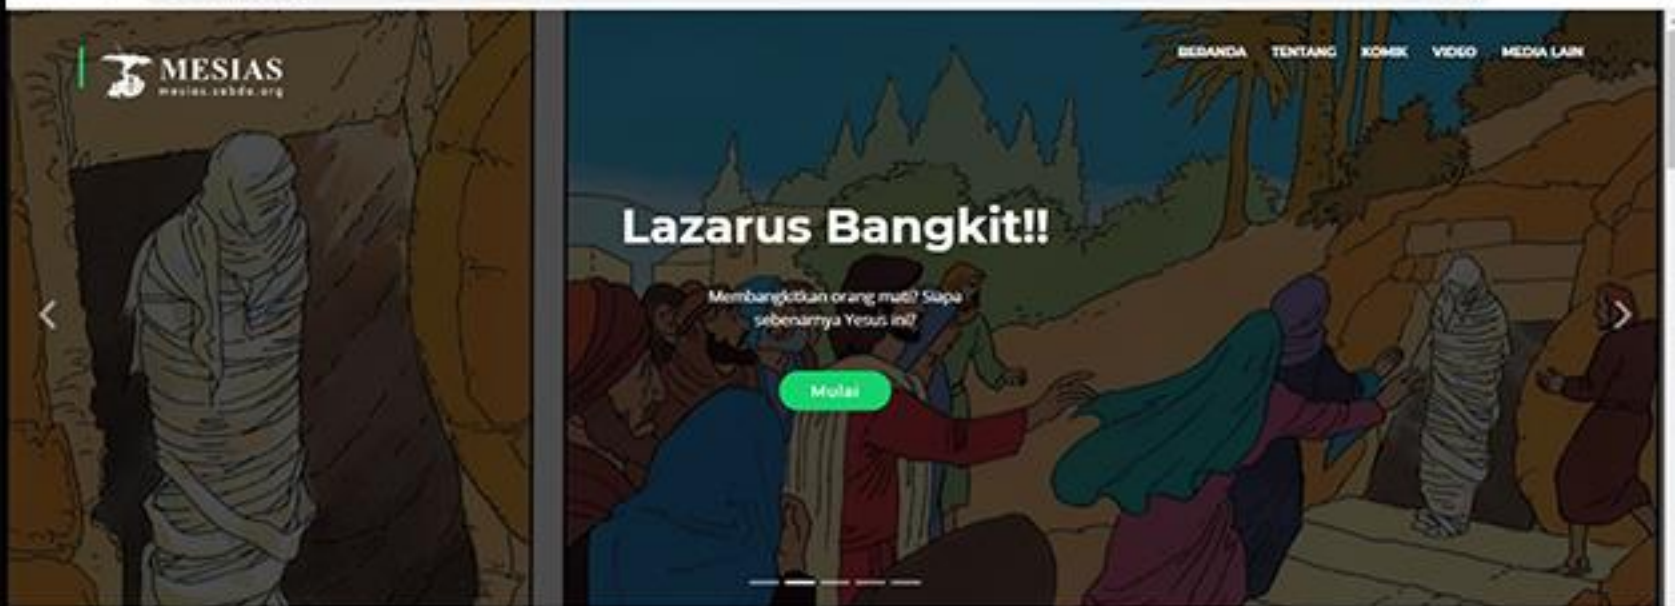 MESIAS
mesias.sabda.org
BERANDA TENTANG KOMIK VIDEO MEDIA LAIN
Lazarus Bangkit!!
Membangkitkan orang mati? Siapa
sebenarnya Yesus ini?
Mulai